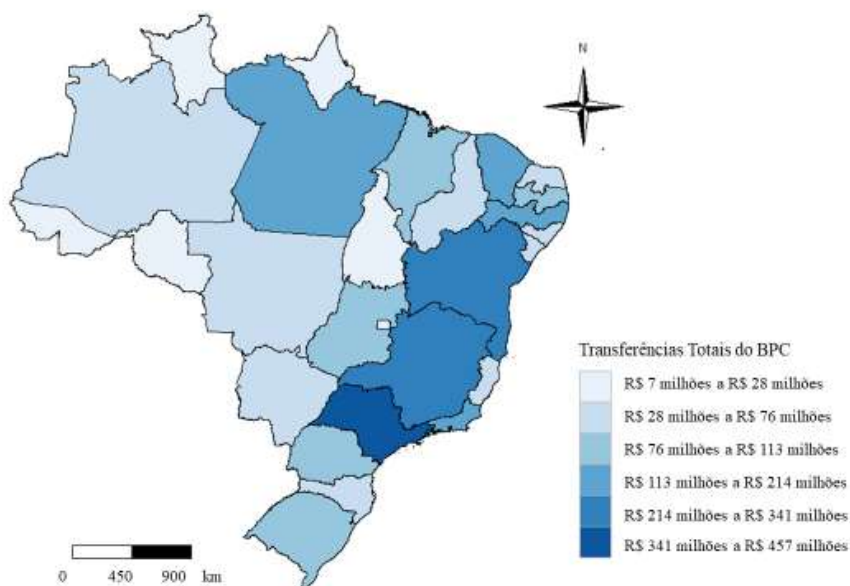 N
Transferências Totais do BPC
R$ 7 milhões a R$ 28 milhões
R$ 28 milhões a R$ 76 milhões
R$ 76 milhões a R$ 113 milhões
R$ 113 milhões a R$ 214 milhões
R$ 214 milhões a R$ 341 milhões
R$ 341 milhões a R$ 457 milhões
0 450 900 km